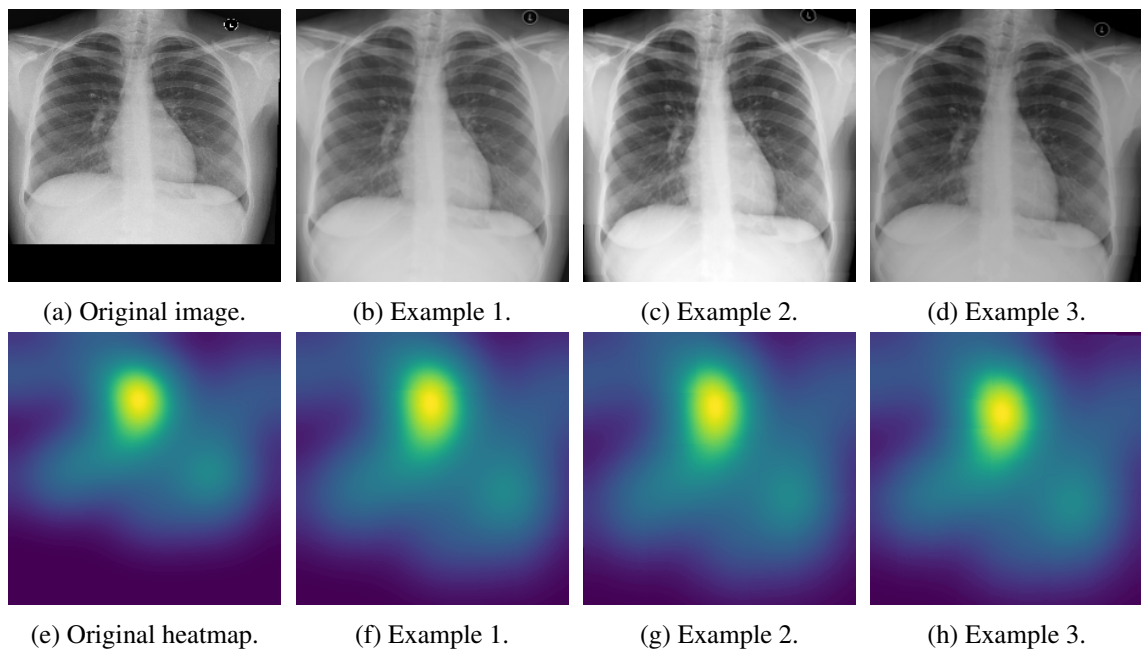 L
L
L
L
(a) Original image.
(b) Example 1.
(c) Example 2.
(d) Example 3.
(e) Original heatmap.
(f) Example 1.
(g) Example 2.
(h) Example 3.